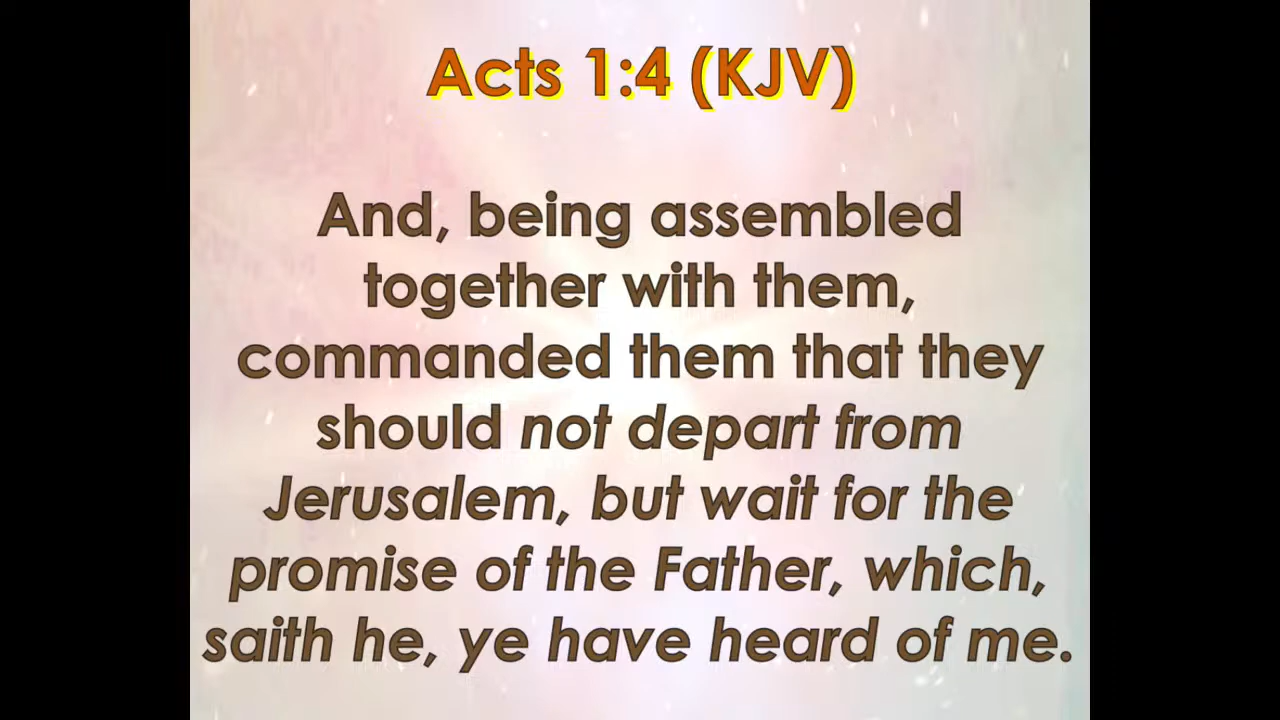 Acts 1:4 (KJV)
And, being assembled
together with them,
commanded them that they
should not depart from
Jerusalem, but wait for the
promise of the Father, which,
saith he, ye have heard of me.